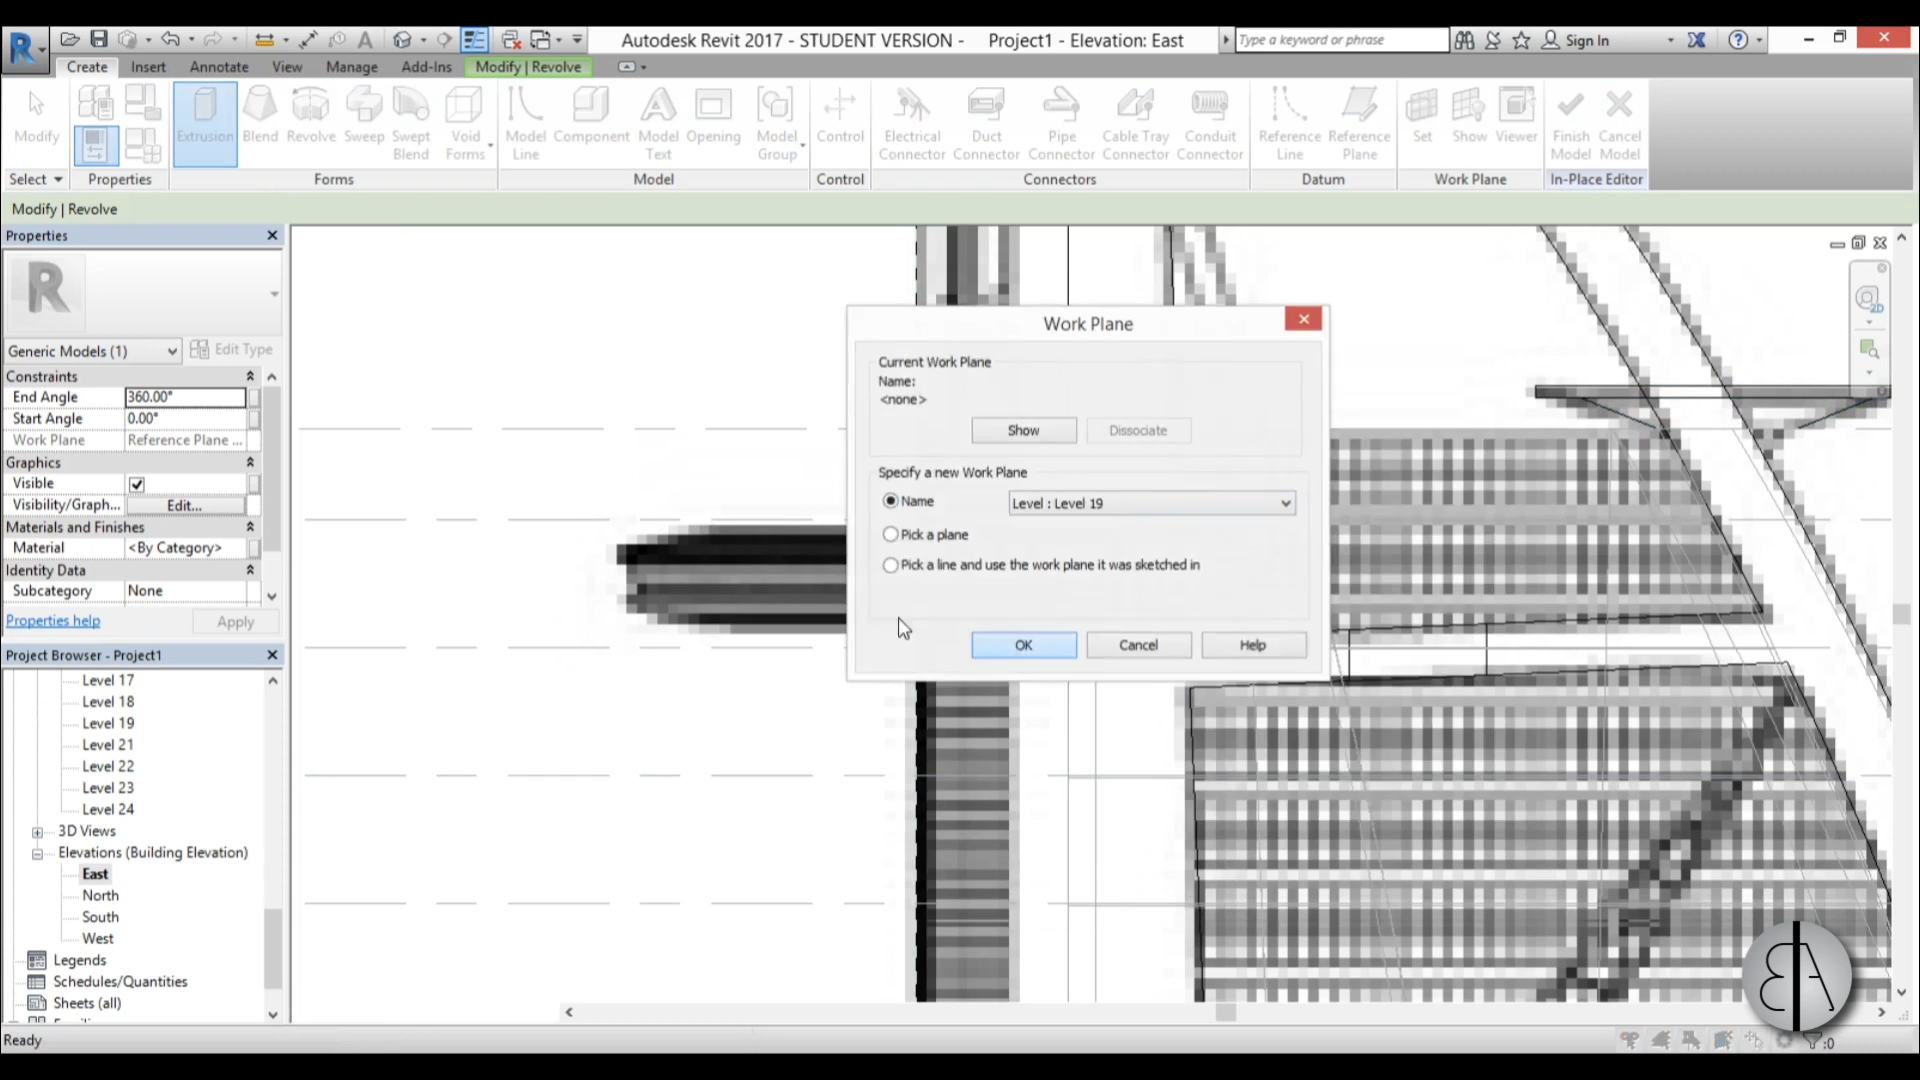 Autodesk Revit 2017 - STUDENT VERSION - Project1 - Elevation: East
Type a keyword or phrase
Sign In
Create Insert Annotate View Manage Add-Ins Modify | Revolve
Modify
Extrusion Blend Revolve Sweep Swept Blend Void Forms
Model Line Component Model Text Opening Model Group
Control
Electrical Connector Duct Connector Pipe Connector Cable Tray Connector Conduit Connector
Reference Line Reference Plane
Set Show Viewer
Finish Model Cancel Model
Select Properties Forms Model Control Connectors Datum Work Plane In-Place Editor
Modify | Revolve
Properties
R
Generic Models (1) Edit Type
Constraints
End Angle 360.00°
Start Angle 0.00°
Work Plane Reference Plane ...
Graphics
Visible
Visibility/Graph... Edit...
Materials and Finishes
Material <By Category>
Identity Data
Subcategory None
Properties help Apply
Project Browser - Project1
Level 17
Level 18
Level 19
Level 21
Level 22
Level 23
Level 24
3D Views
Elevations (Building Elevation)
East
North
South
West
Legends
Schedules/Quantities
Sheets (all)
Ready
Work Plane
Current Work Plane
Name:
<none>
Show Dissociate
Specify a new Work Plane
Name Level : Level 19
Pick a plane
Pick a line and use the work plane it was sketched in
OK Cancel Help
2D
:0